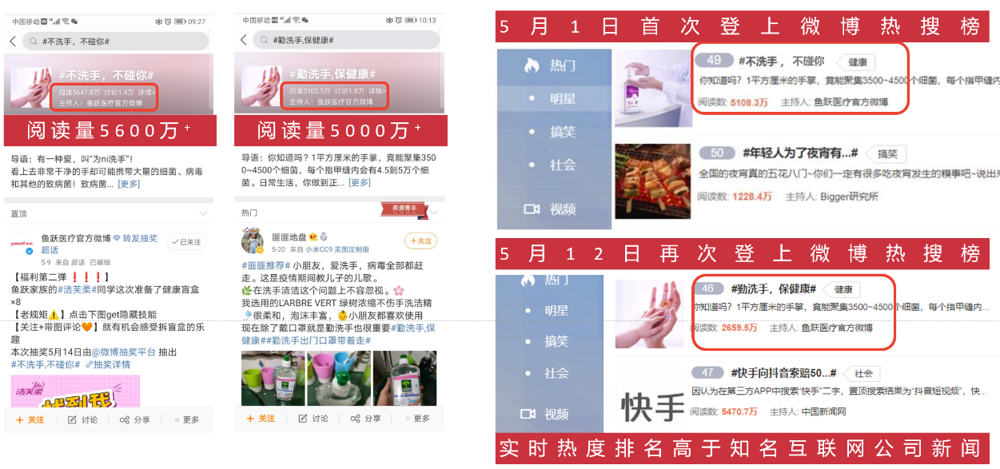 中国移动 09:27
#不洗手，不碰你#
#不洗手，不碰你#
阅读5647.8万 讨论1.4万 详情>
主持人：鱼跃医疗官方微博
阅读量5600万+
导语：有一种爱，叫“为ni洗手”!
看上去非常干净的手却可能携带大量的细菌、病毒
和其他的致病菌！致病菌... [更多]
置顶
yuwell
鱼跃医疗官方微博 转发抽奖
超话
已关注
5-9 来自 超话 已编辑
【福利第二弹❗❗❗】
鱼跃家族的#洁芙柔#同学这次准备了健康盲盒
×8
【老规矩⚠️】点击下图get隐藏技能
【关注+带图评论🧡】就有机会感受拆盲盒的乐
趣
本次抽奖5月14日由@微博抽奖平台 抽出
#不洗手,不碰你# 抽奖详情
洁芙柔
找到我
+ 关注 讨论 分享 更多
中国移动 10:13
#勤洗手,保健康#
#勤洗手,保健康#
阅读5105.5万 讨论1.8万 详情>
主持人：鱼跃医疗官方微博
阅读量5000万+
导语：你知道吗？1平方厘米的手掌，竟能聚集350
0~4500个细菌，每个指甲缝内会有4.5到5万个细
菌。日常生活，你做到正... [更多]
热门
弄潮青年
匪匪地盘
+关注
5-20 来自 小米CC9 美图定制版
#匪匪推荐# 小朋友，爱洗手，病毒全部都赶
走。这是疫情期间教儿子的儿歌。
🌿在洗手清洁这个问题上不容忽视。🌸
我选用的L'ARBRE VERT 绿树浓缩不伤手洗洁精
很柔和，泡沫丰富，👶小朋友都喜欢使用
现在除了戴口罩就是勤洗手也很重要#勤洗手,保
健康##勤洗手出门口罩带着走#
+ 关注 讨论 分享 更多
5月1日首次登上微博热搜榜
热门
明星
搞笑
社会
视频
49 #不洗手 ，不碰你 健康
你知道吗？1平方厘米的手掌，竟能聚集3500~4500个细菌，每个指甲缝内
阅读数: 5108.3万 主持人: 鱼跃医疗官方微博
50 #年轻人为了夜宵有...# 搞笑
全国的夜宵真的五花八门~你们一定有很多吃夜宵发生的糗事吧~说出来
阅读数: 1228.4万 主持人: Bigger研究所
5月12日再次登上微博热搜榜
热门
明星
搞笑
社会
视频
46 #勤洗手，保健康# 健康
你知道吗？1平方厘米的手掌，竟能聚集3500~4500个细菌，每个指甲缝内...
阅读数: 2659.5万 主持人: 鱼跃医疗官方微博
快手
47 #快手向抖音索赔50...# 社会
因认为在第三方APP中搜索“快手”二字，置顶搜索结果为“抖音短视频”，快...
阅读数: 5470.7万 主持人: 中国新闻网
实时热度排名高于知名互联网公司新闻